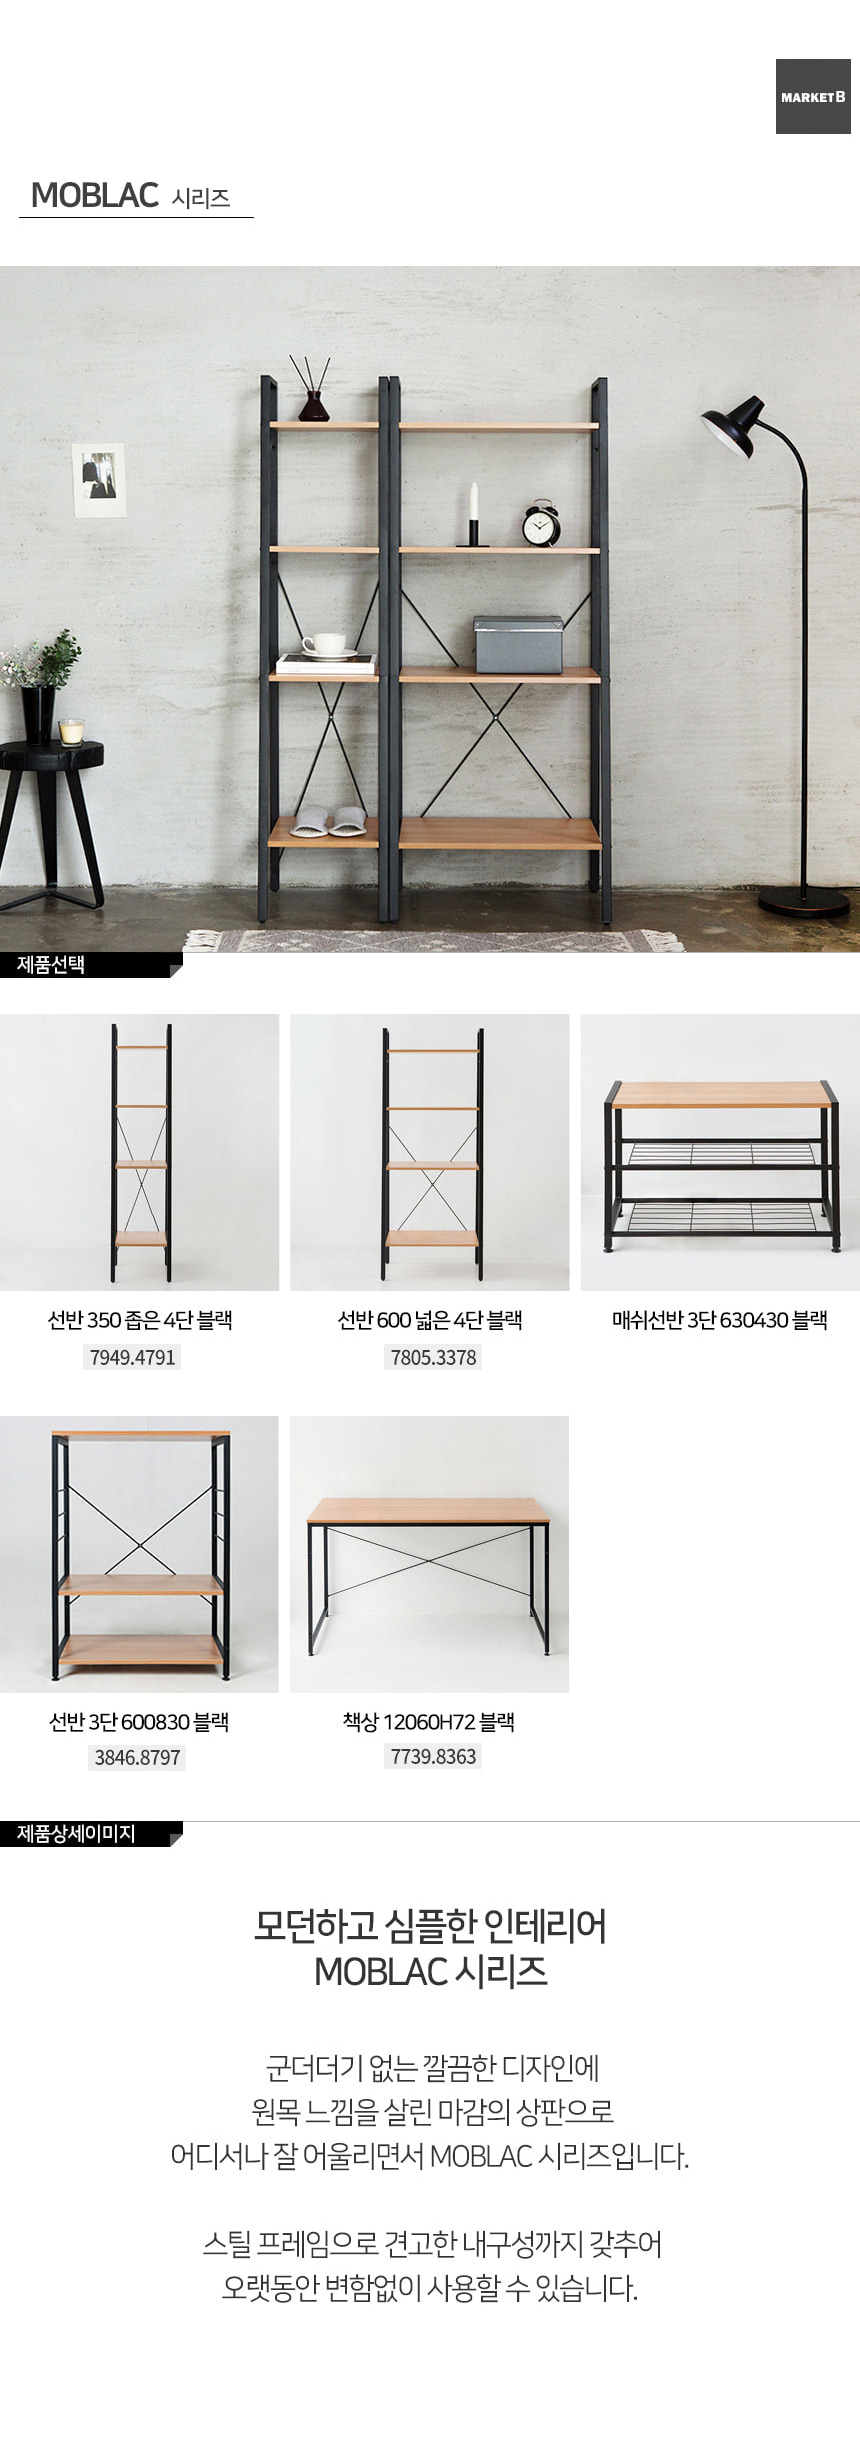 MARKET B
MOBLAC 시리즈
제품선택
선반 350 좁은 4단 블랙
선반 600 넓은 4단 블랙
매쉬선반 3단 630430 블랙
7949.4791
7805.3378
선반 3단 600830 블랙
책상 12060H72 블랙
3846.8797
7739.8363
제품상세이미지
모던하고 심플한 인테리어
MOBLAC 시리즈
군더더기 없는 깔끔한 디자인에
원목 느낌을 살린 마감의 상판으로
어디서나 잘 어울리면서 MOBLAC 시리즈입니다.
스틸 프레임으로 견고한 내구성까지 갖추어
오랫동안 변함없이 사용할 수 있습니다.